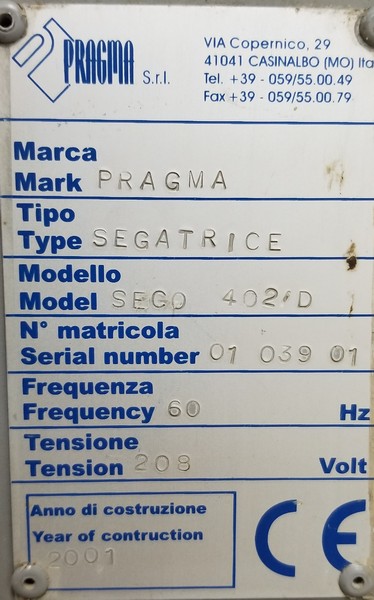 PRAGMA S.r.l.
VIA Copernico, 29
41041 CASINALBO (MO) Ita
Tel. +39 - 059/55.00.49
Fax +39 - 059/55.00.79
Marca
Mark PRAGMA
Tipo
Type SEGATRICE
Modello
Model SEGO 402/D
N° matricola
Serial number 01 039 01
Frequenza
Frequency 60 Hz
Tensione
Tension 208 Volt
Anno di costruzione
Year of contruction
2001
CE